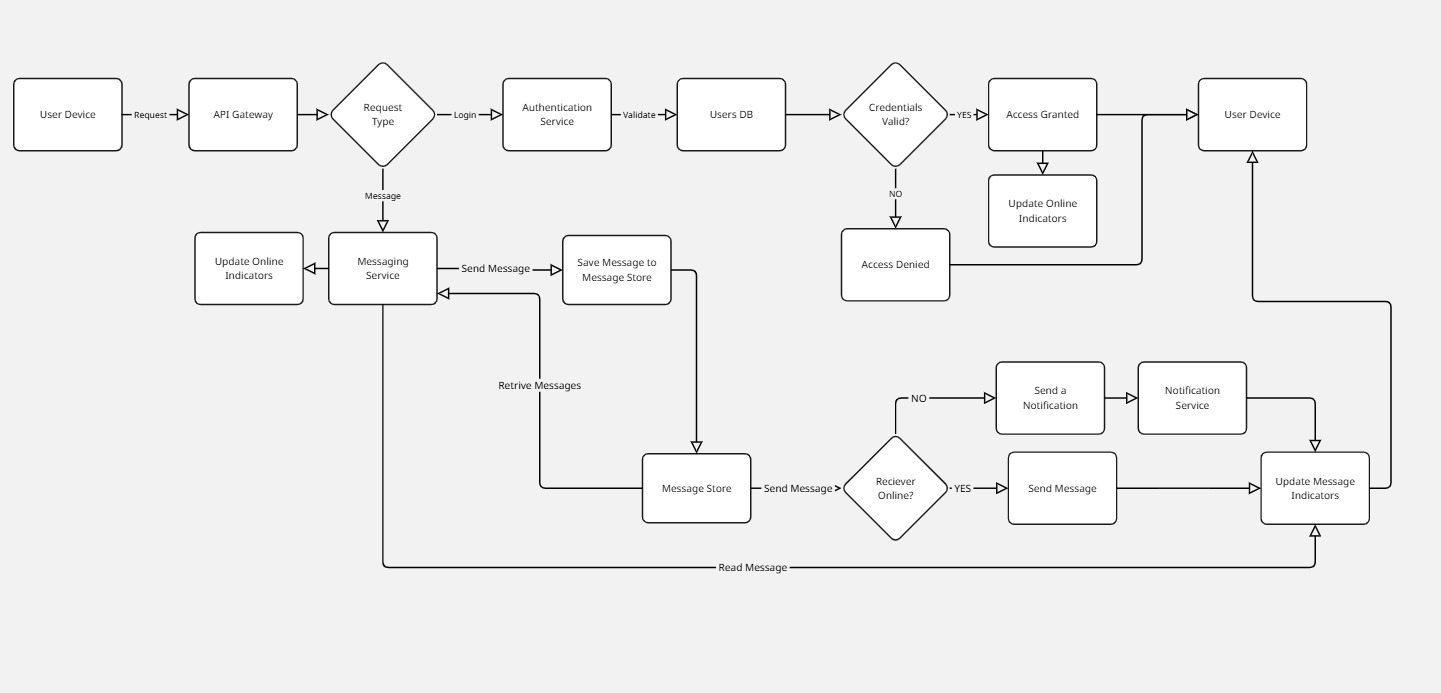 User Device
Request
API Gateway
Request
Type
Login
Authentication
Service
Validate
Users DB
Credentials
Valid?
YES
Access Granted
User Device
Message
NO
Update Online
Indicators
Update Online
Indicators
Messaging
Service
Send Message
Save Message to
Message Store
Access Denied
Retrive Messages
NO
Send a
Notification
Notification
Service
Message Store
Send Message
Reciever
Online?
YES
Send Message
Update Message
Indicators
Read Message